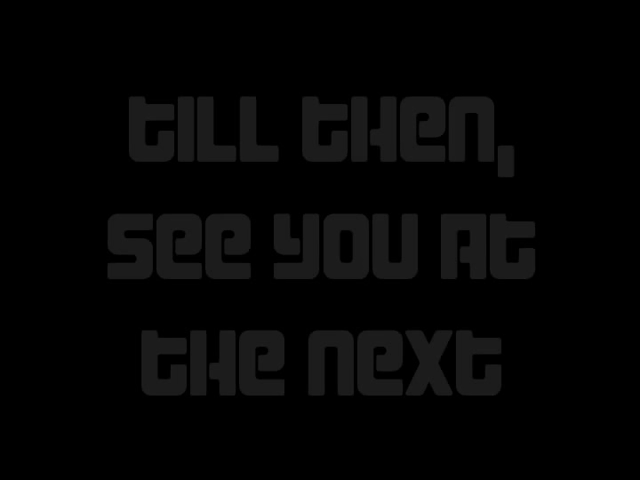 till then,
see you at
the next